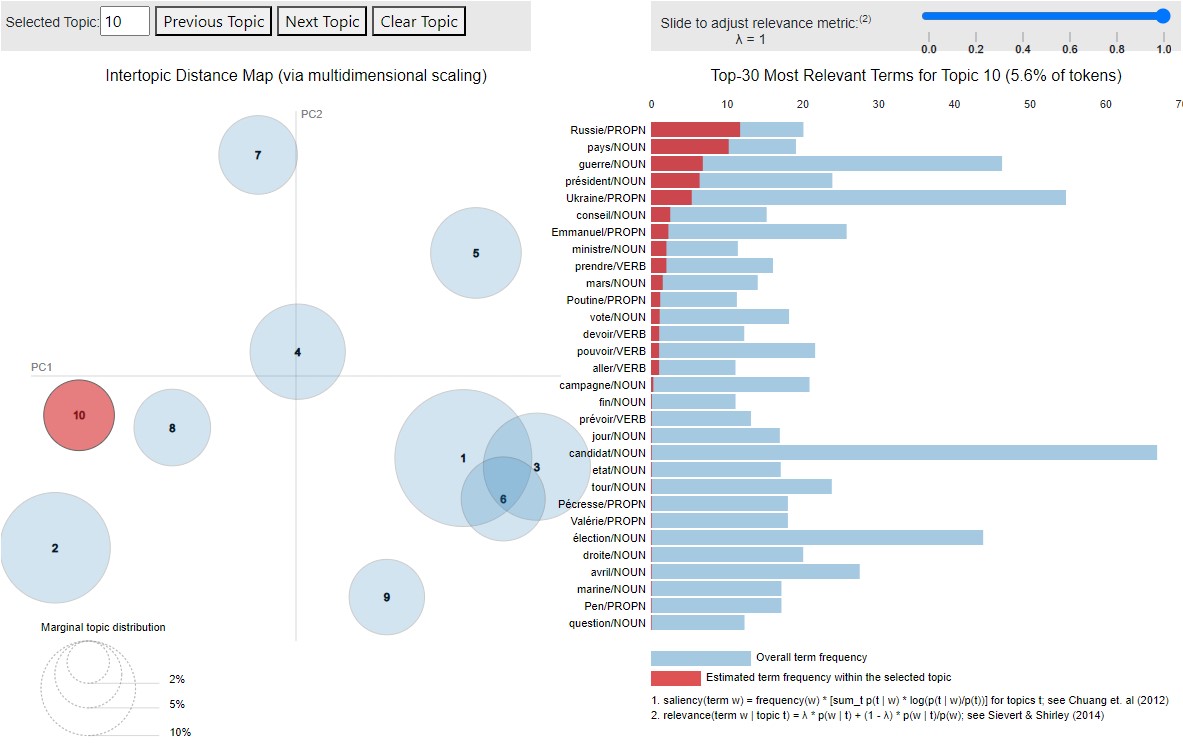 Selected Topic: 10 Previous Topic Next Topic Clear Topic
Slide to adjust relevance metric:(2)
λ = 1
0.0 0.2 0.4 0.6 0.8 1.0
Intertopic Distance Map (via multidimensional scaling)
PC2
PC1
7
5
4
10
8
1
3
6
2
9
Marginal topic distribution
2%
5%
10%
Top-30 Most Relevant Terms for Topic 10 (5.6% of tokens)
0 10 20 30 40 50 60
Russie/PROPN
pays/NOUN
guerre/NOUN
président/NOUN
Ukraine/PROPN
conseil/NOUN
Emmanuel/PROPN
ministre/NOUN
prendre/VERB
mars/NOUN
Poutine/PROPN
vote/NOUN
devoir/VERB
pouvoir/VERB
aller/VERB
campagne/NOUN
fin/NOUN
prévoir/VERB
jour/NOUN
candidat/NOUN
etat/NOUN
tour/NOUN
Pécresse/PROPN
Valérie/PROPN
élection/NOUN
droite/NOUN
avril/NOUN
marine/NOUN
Pen/PROPN
question/NOUN
Overall term frequency
Estimated term frequency within the selected topic
1. saliency(term w) = frequency(w) * [sum_t p(t | w) * log(p(t | w)/p(t))] for topics t; see Chuang et. al (2012)
2. relevance(term w | topic t) = λ * p(w | t) + (1 - λ) * p(w | t)/p(w); see Sievert & Shirley (2014)